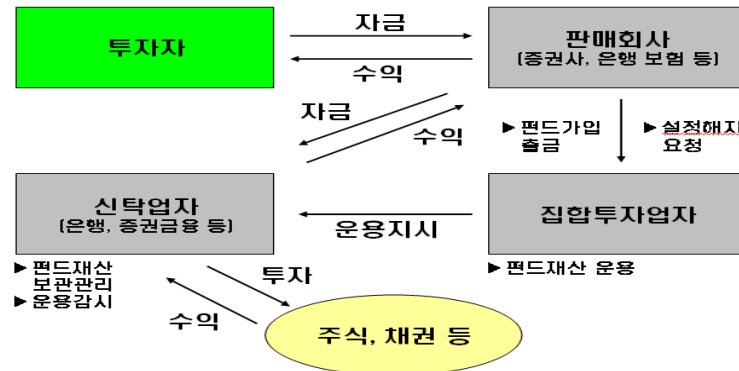 투자자
자금
수익
판매회사
(증권사, 은행 보험 등)
자금
수익
▶ 펀드가입
출금
▶ 설정해지
요청
신탁업자
(은행, 증권금융 등)
운용지시
집합투자업자
▶ 펀드재산
보관관리
▶ 운용감시
▶ 펀드재산 운용
투자
수익
주식, 채권 등